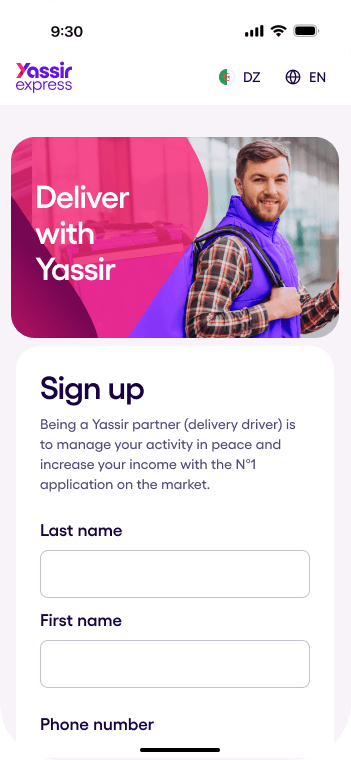 9:30
Yassir
express
DZ
EN
Deliver
with
Yassir
Sign up
Being a Yassir partner (delivery driver) is
to manage your activity in peace and
increase your income with the N°1
application on the market.
Last name
First name
Phone number